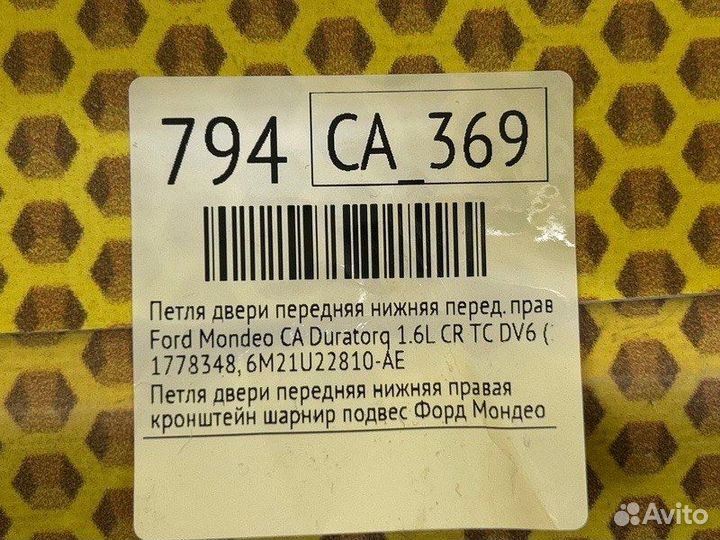 794 CA_369
Петля двери передняя нижняя перед. прав
Ford Mondeo CA Duratorq 1.6L CR TC DV6 (
1778348, 6M21U22810-AE
Петля двери передняя нижняя правая
кронштейн шарнир подвес Форд Мондео
Avito